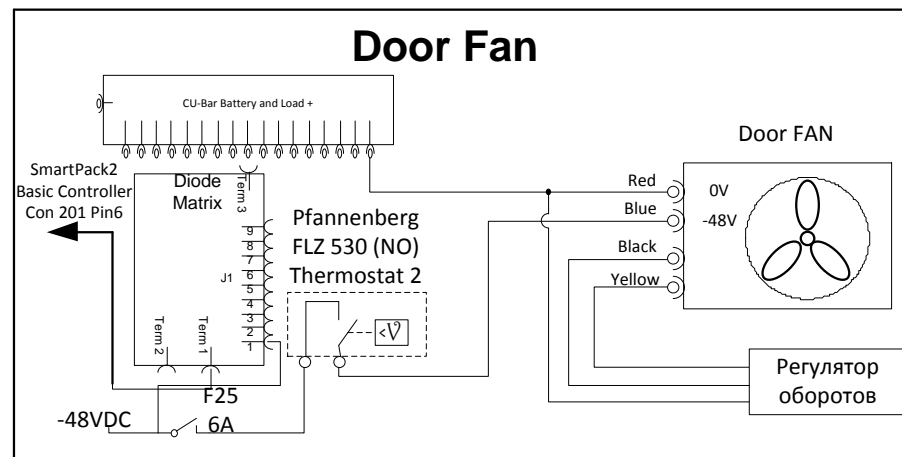 Door Fan
CU-Bar Battery and Load +
Door FAN
SmartPack2
Basic Controller
Con 201 Pin6
Diode
Matrix
Term 3
Pfannenberg
FLZ 530 (NO)
Thermostat 2
Red
Blue
Black
Yellow
0V
-48V
9
8
7
6
5
4
3
2
1
J1
Term 2
Term 1
<V
F25
6A
-48VDC
Регулятор
оборотов